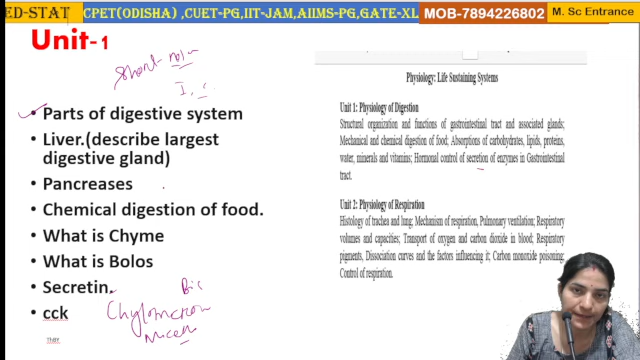 ED-STAT CPET(ODISHA) ,CUET-PG,IIT-JAM,AIIMS-PG,GATE-XL MOB-7894226802 M. Sc Entrance
Unit-1
Short
• Parts of digestive system
• Liver.(describe largest
digestive gland)
• Pancreases
• Chemical digestion of food.
• What is Chyme
• What is Bolos
• Secretin.
• cck
Chylomicron
Physiology: Life Sustaining Systems
Unit 1: Physiology of Digestion
Structural organization and functions of gastrointestinal tract and associated glands;
Mechanical and chemical digestion of food; Absorptions of carbohydrates, lipids, proteins,
water, minerals and vitamins; Hormonal control of secretion of enzymes in Gastrointestinal
tract.
Unit 2: Physiology of Respiration
Histology of trachea and lung; Mechanism of respiration, Pulmonary ventilation; Respiratory
volumes and capacities; Transport of oxygen and carbon dioxide in blood; Respiratory
pigments, Dissociation curves and the factors influencing it; Carbon monoxide poisoning;
Control of respiration.